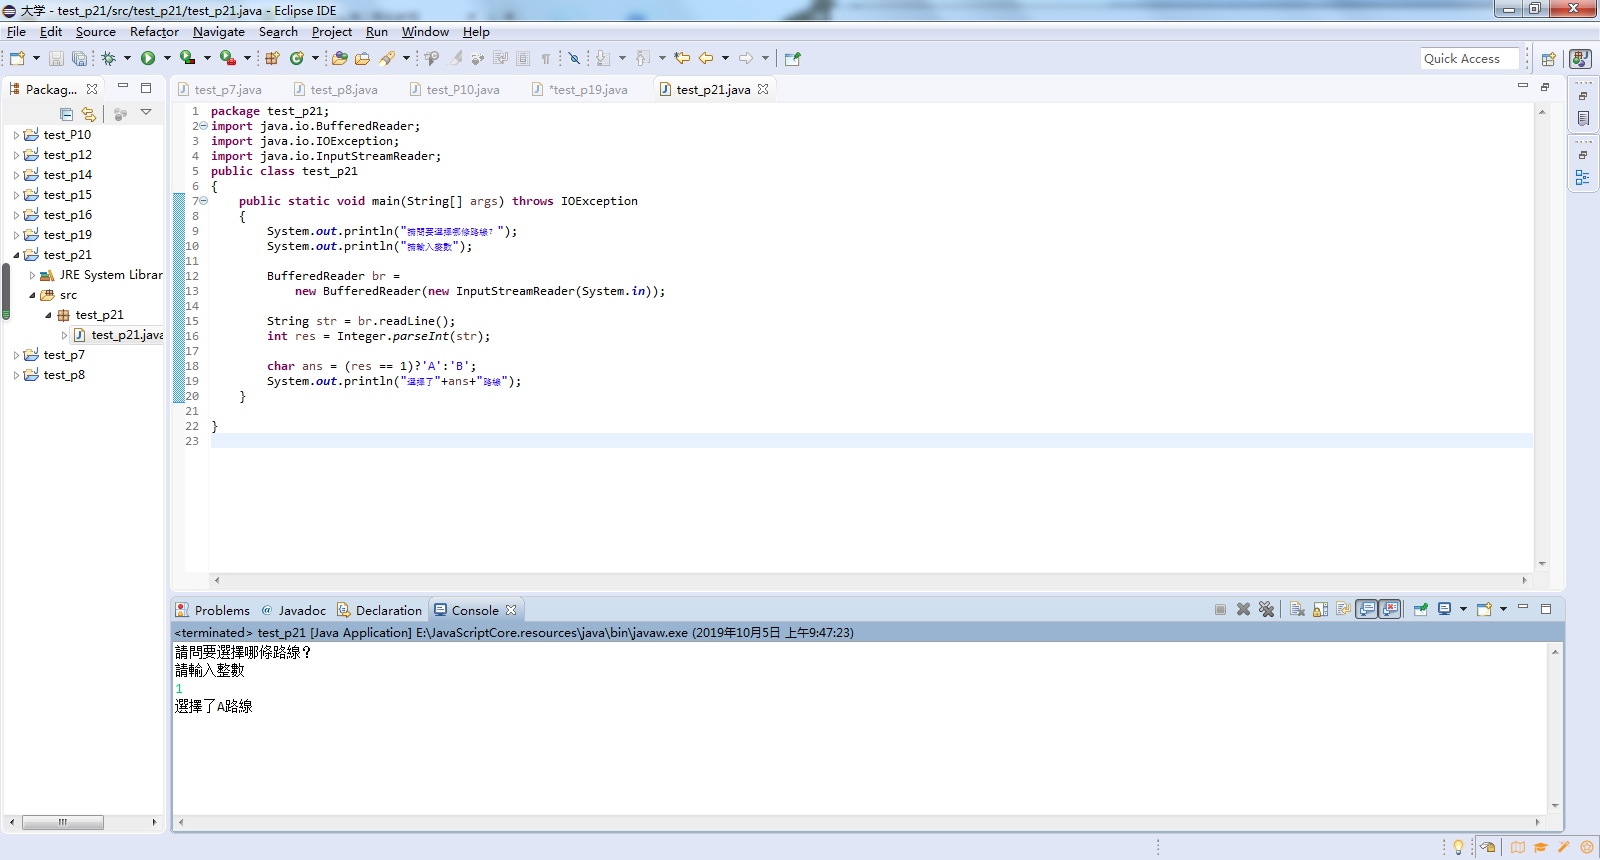 大学 - test_p21/src/test_p21/test_p21.java - Eclipse IDE
File Edit Source Refactor Navigate Search Project Run Window Help
Quick Access
Packag...
test_p7.java test_p8.java test_P10.java *test_p19.java test_p21.java
test_P10
test_p12
test_p14
test_p15
test_p16
test_p19
test_p21
JRE System Librar
src
test_p21
test_p21.java
test_p7
test_p8
1 package test_p21;
2 import java.io.BufferedReader;
3 import java.io.IOException;
4 import java.io.InputStreamReader;
5 public class test_p21
6 {
7 public static void main(String[] args) throws IOException
8 {
9 System.out.println("請問要選擇哪條路線？");
10 System.out.println("請輸入整數");
11
12 BufferedReader br =
13 new BufferedReader(new InputStreamReader(System.in));
14
15 String str = br.readLine();
16 int res = Integer.parseInt(str);
17
18 char ans = (res == 1)?'A':'B';
19 System.out.println("選擇了"+ans+"路線");
20 }
21
22 }
23
Problems @ Javadoc Declaration Console
<terminated> test_p21 [Java Application] E:\JavaScriptCore.resources\java\bin\javaw.exe (2019年10月5日 上午9:47:23)
請問要選擇哪條路線？
請輸入整數
1
選擇了A路線